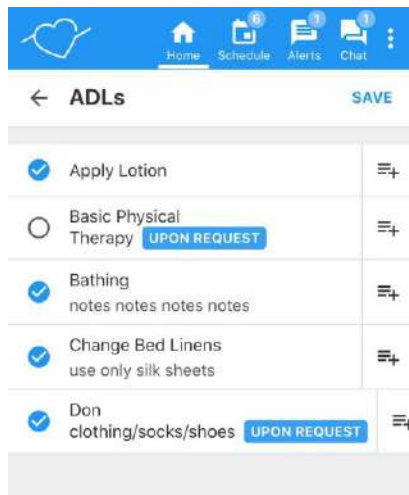 6 1 1
Home Schedule Alerts Chat
ADLs SAVE
Apply Lotion
Basic Physical
Therapy UPON REQUEST
Bathing
notes notes notes notes
Change Bed Linens
use only silk sheets
Don
clothing/socks/shoes UPON REQUEST